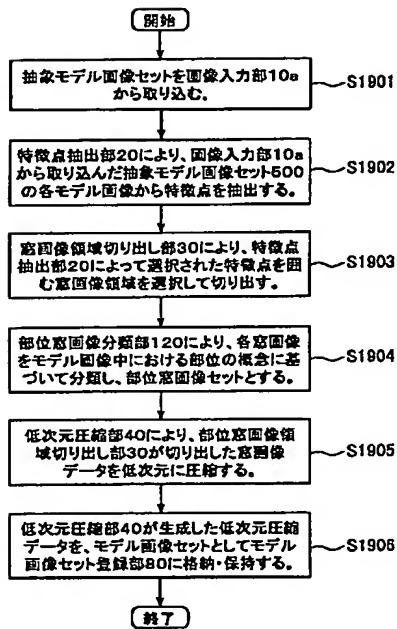 開始
抽象モデル画像セットを画像入力部10a
から取り込む。
S1901
特徴点抽出部20により、画像入力部10a
から取り込んだ抽象モデル画像セット500
の各モデル画像から特徴点を抽出する。
S1902
窓画像領域切り出し部30により、特徴点
抽出部20によって選択された特徴点を囲
む窓画像領域を選択して切り出す。
S1903
部位窓画像分類部120により、各窓画像
をモデル画像中における部位の概念に基
づいて分類し、部位窓画像セットとする。
S1904
低次元圧縮部40により、部位窓画像領
域切り出し部30が切り出した窓画像
データを低次元に圧縮する。
S1905
低次元圧縮部40が生成した低次元圧縮
データを、モデル画像セットとしてモデル
画像セット登録部80に格納・保持する。
S1906
終了